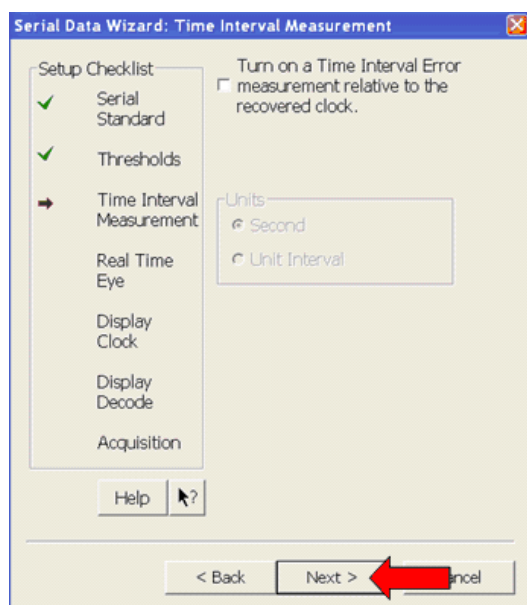 Serial Data Wizard: Time Interval Measurement
Setup Checklist
Serial
Standard
Thresholds
Time Interval
Measurement
Real Time
Eye
Display
Clock
Display
Decode
Acquisition
Turn on a Time Interval Error
measurement relative to the
recovered clock.
Units
Second
Unit Interval
Help
?
< Back
Next >
ncel